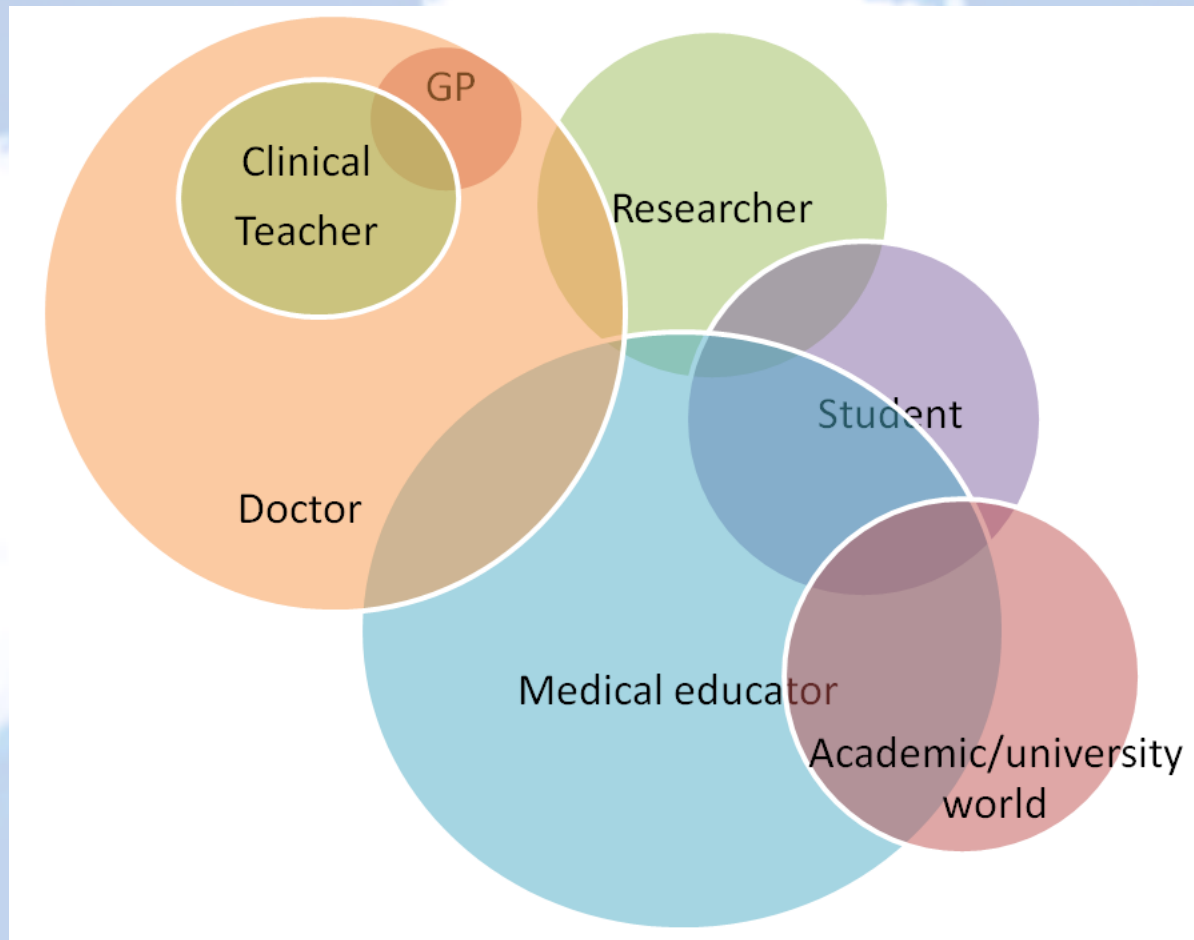 GP
Clinical
Teacher
Researcher
Student
Doctor
Medical educator
Academic/university
world